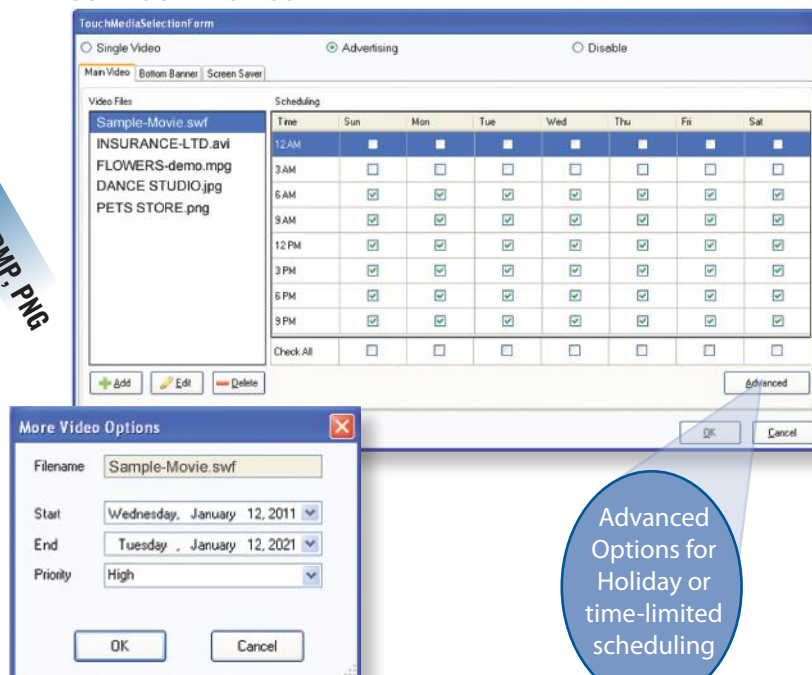 TouchMediaSelectionForm
Single Video Advertising Disable
Main Video Bottom Banner Screen Saver
Video Files Scheduling
Sample-Movie.swf
INSURANCE-LTD.avi
FLOWERS-demo.mpg
DANCE STUDIO.jpg
PETS STORE.png
Time Sun Mon Tue Wed Thu Fri Sat
12 AM
3 AM
6 AM
9 AM
12 PM
3 PM
6 PM
9 PM
Check All
Add Edit Delete Advanced
OK Cancel
PNG
More Video Options
Filename Sample-Movie.swf
Start Wednesday, January 12, 2011
End Tuesday , January 12, 2021
Priority High
OK Cancel
Advanced
Options for
Holiday or
time-limited
scheduling